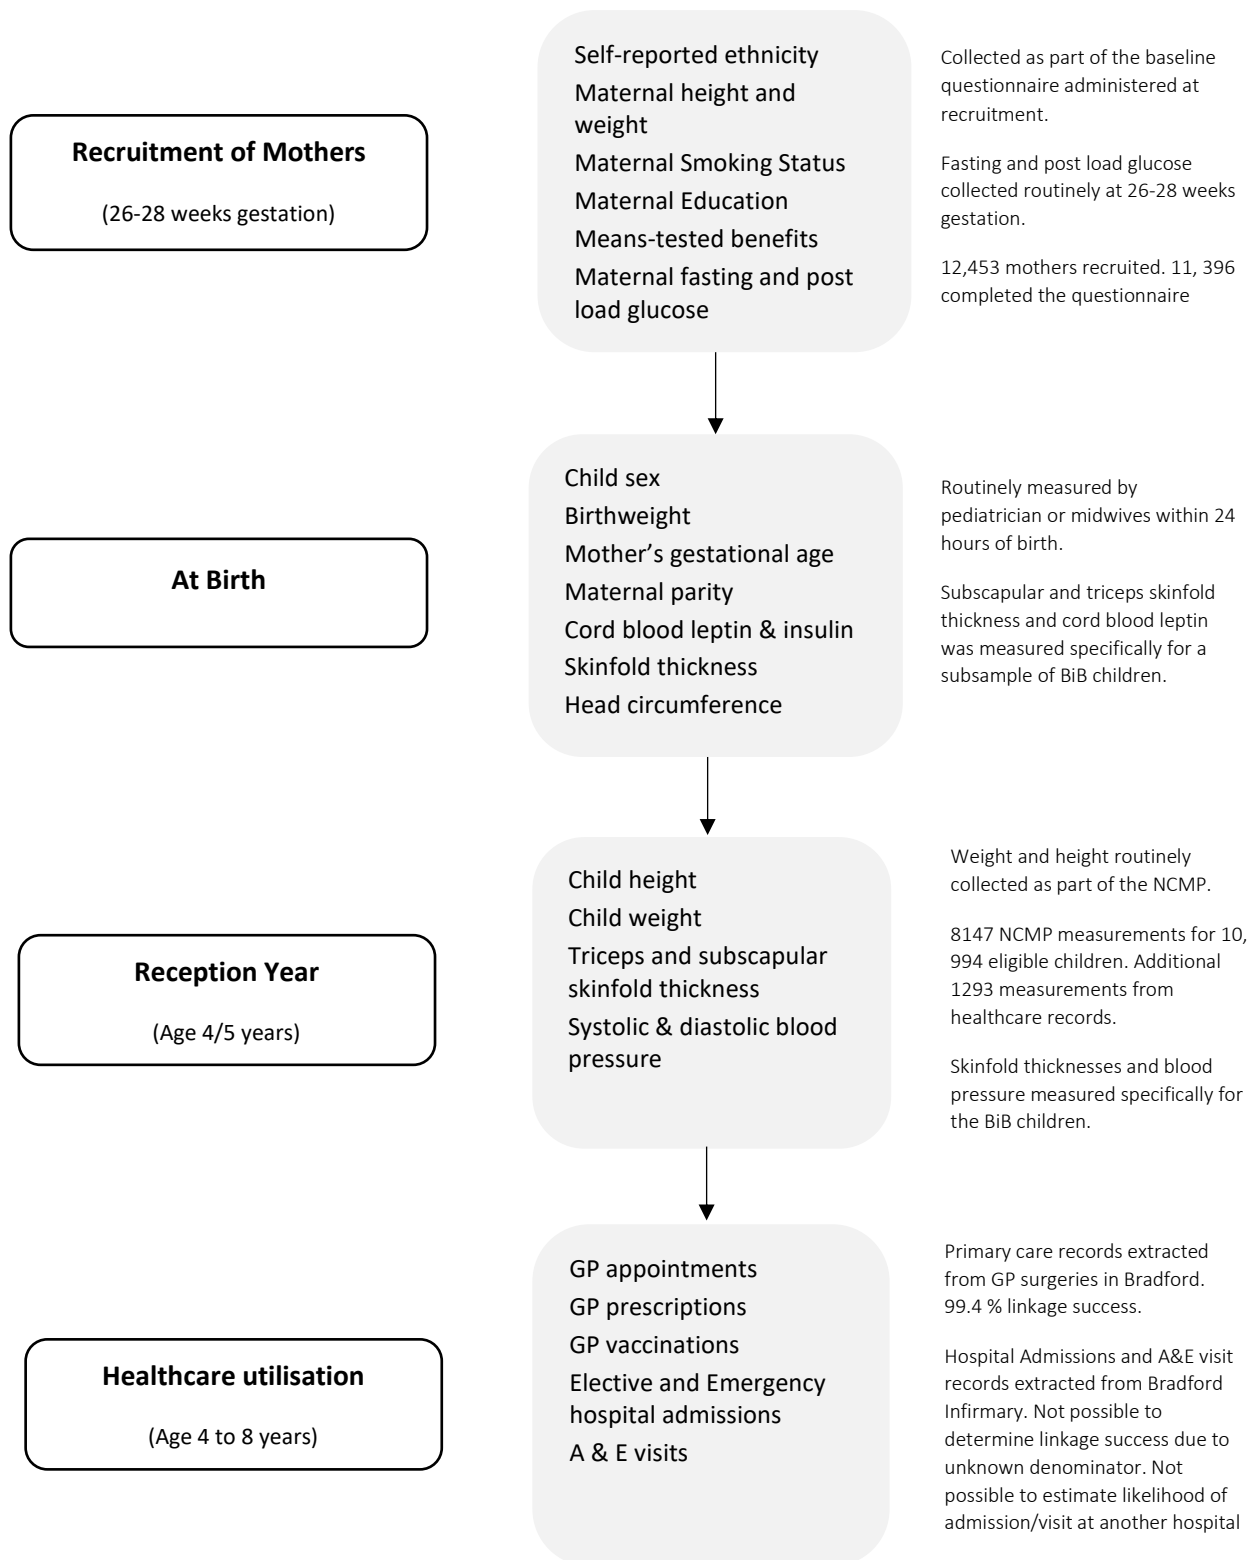 Recruitment of Mothers
(26-28 weeks gestation)
Self-reported ethnicity
Maternal height and
weight
Maternal Smoking Status
Maternal Education
Means-tested benefits
Maternal fasting and post
load glucose
Collected as part of the baseline
questionnaire administered at
recruitment.
Fasting and post load glucose
collected routinely at 26-28 weeks
gestation.
12,453 mothers recruited. 11, 396
completed the questionnaire
At Birth
Child sex
Birthweight
Mother’s gestational age
Maternal parity
Cord blood leptin & insulin
Skinfold thickness
Head circumference
Routinely measured by
pediatrician or midwives within 24
hours of birth.
Subscapular and triceps skinfold
thickness and cord blood leptin
was measured specifically for a
subsample of BiB children.
Reception Year
(Age 4/5 years)
Child height
Child weight
Triceps and subscapular
skinfold thickness
Systolic & diastolic blood
pressure
Weight and height routinely
collected as part of the NCMP.
8147 NCMP measurements for 10,
994 eligible children. Additional
1293 measurements from
healthcare records.
Skinfold thicknesses and blood
pressure measured specifically for
the BiB children.
Healthcare utilisation
(Age 4 to 8 years)
GP appointments
GP prescriptions
GP vaccinations
Elective and Emergency
hospital admissions
A & E visits
Primary care records extracted
from GP surgeries in Bradford.
99.4 % linkage success.
Hospital Admissions and A&E visit
records extracted from Bradford
Infirmary. Not possible to
determine linkage success due to
unknown denominator. Not
possible to estimate likelihood of
admission/visit at another hospital